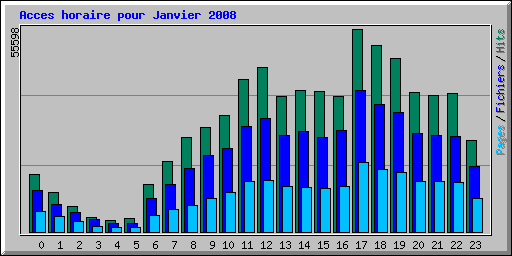 Acces horaire pour Janvier 2008
55598
Pages / Fichiers / Hits
0 1 2 3 4 5 6 7 8 9 10 11 12 13 14 15 16 17 18 19 20 21 22 23